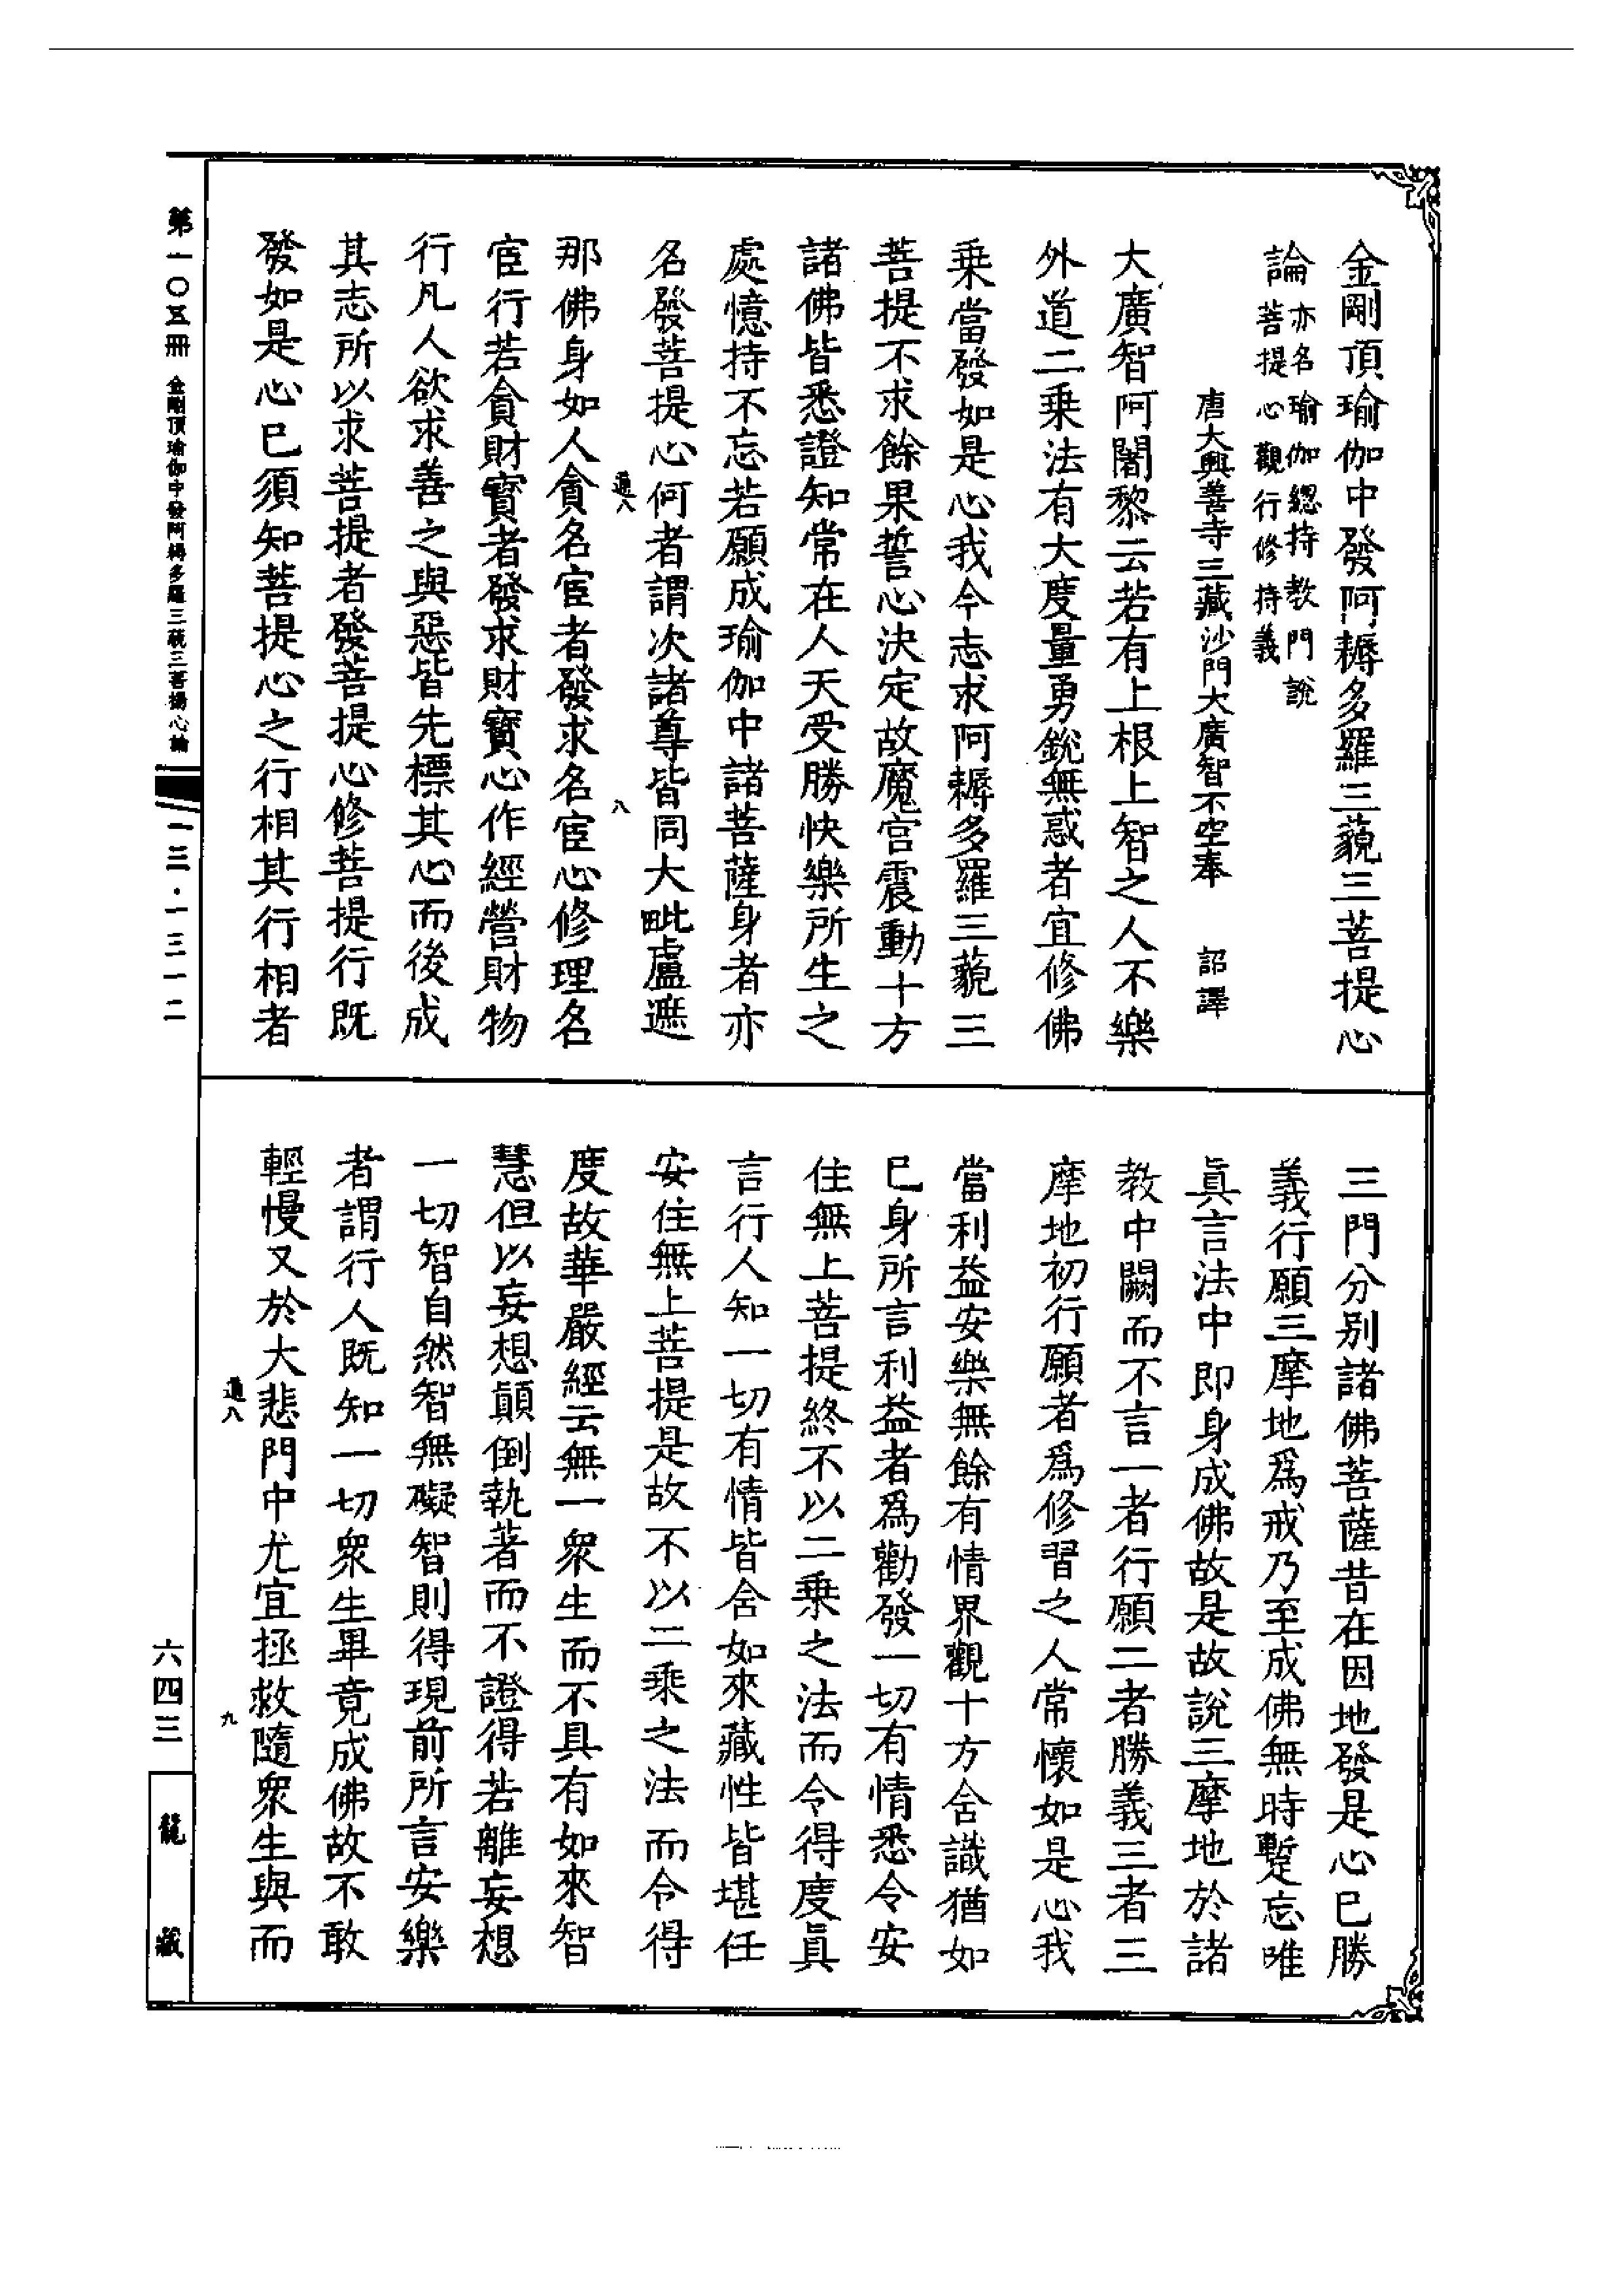 金剛頂瑜伽中發阿耨多羅三藐三菩提心
論亦名瑜伽總持教門說
菩提心觀行修持義
唐大興善寺三藏沙門大廣智不空奉 詔譯
大廣智阿闍黎云若有上根上智之人不樂
外道二乗法有大度量勇銳無惑者宜修佛
乗當發如是心我今志求阿耨多羅三藐三
菩提不求餘果誓心決定故魔宮震動十方
諸佛皆悉證知常在人天受勝快樂所生之
處憶持不忘若願成瑜伽中諸菩薩身者亦
名發菩提心何者謂次諸尊皆同大毗盧遮
那佛身如人貪名宦者發求名宦心修理名
宦行若貪財寳者發求財寳心作經營財物
行凡人欲求善之與惡皆先標其心而後成
其志所以求菩提者發菩提心修菩提行既
發如是心巳須知菩提心之行相其行相者
三門分别諸佛菩薩昔在因地發是心巳勝
義行願三摩地爲戒乃至成佛無時蹔忘唯
眞言法中即身成佛故是故說三摩地於諸
教中闕而不言一者行願二者勝義三者三
摩地初行願者爲修習之人常懷如是心我
當利益安樂無餘有情界觀十方含識猶如
巳身所言利益者爲勸發一切有情悉令安
住無上菩提終不以二乗之法而令得度眞
言行人知一切有情皆含如來藏性皆堪任
安住無上菩提是故不以二乗之法而令得
度故華嚴經云無一衆生而不具有如來智
慧但以妄想顚倒執著而不證得若離妄想
一切智自然智無礙智則得現前所言安樂
者謂行人既知一切衆生畢竟成佛故不敢
輕慢又於大悲門中尤宜拯救隨衆生與而
第一〇五冊 金剛頂瑜伽中發阿耨多羅三藐三菩提心論
一三·一三一二
六四三
龍藏
八
九